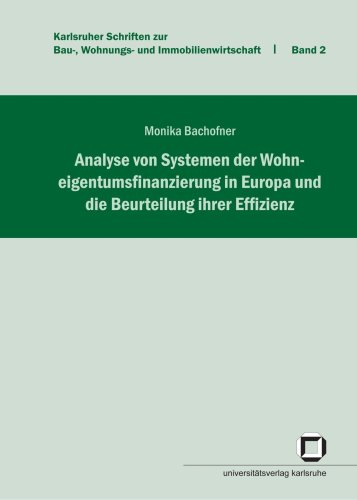 Karlsruher Schriften zur
Bau-, Wohnungs- und Immobilienwirtschaft | Band 2
Monika Bachofner
Analyse von Systemen der Wohn-
eigentumsfinanzierung in Europa und
die Beurteilung ihrer Effizienz
universitätsverlag karlsruhe